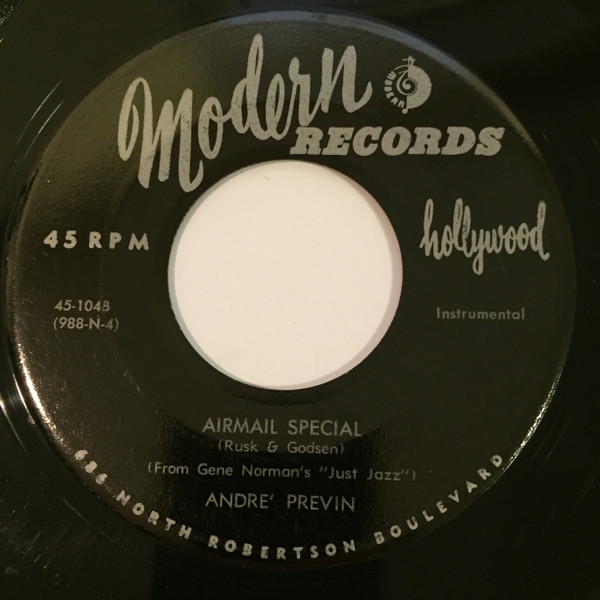 Modern
RECORDS
MODERN
45 RPM
hollywood
45-1048
(988-N-4)
Instrumental
AIRMAIL SPECIAL
(Rusk & Godsen)
(From Gene Norman's "Just Jazz")
ANDRE' PREVIN
686 NORTH ROBERTSON BOULEVARD